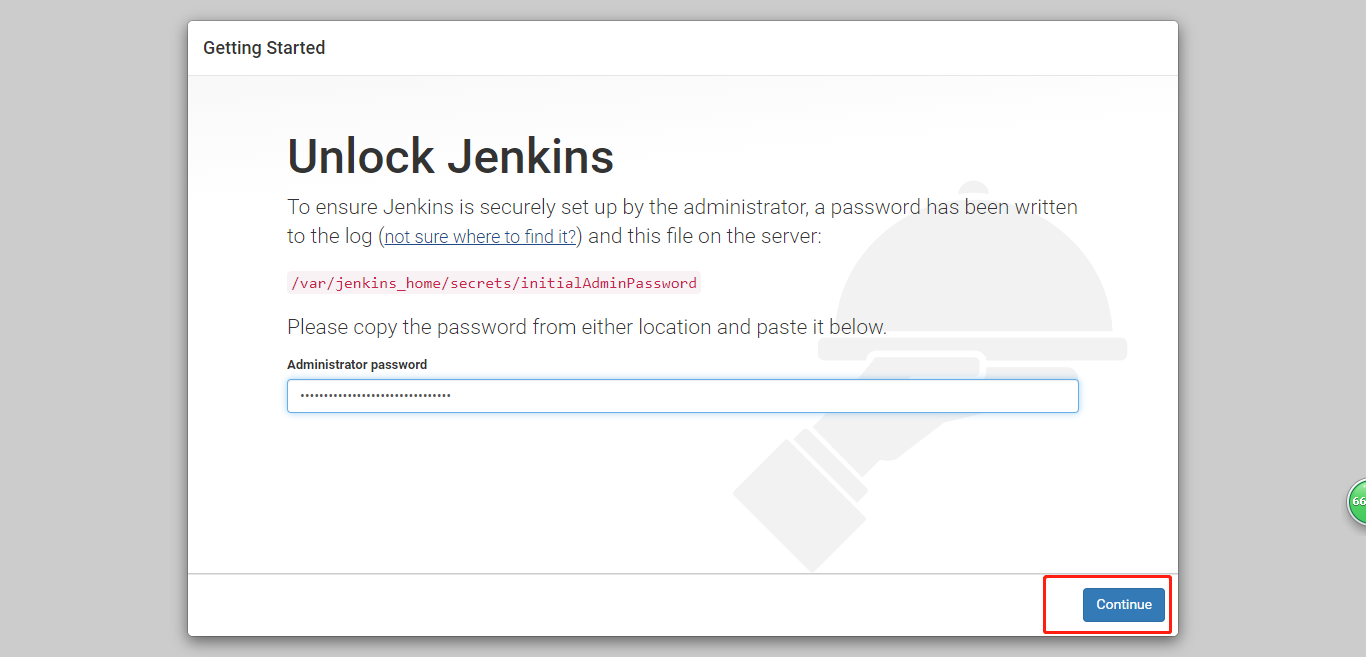 Getting Started
Unlock Jenkins
To ensure Jenkins is securely set up by the administrator, a password has been written
to the log (not sure where to find it?) and this file on the server:
/var/jenkins_home/secrets/initialAdminPassword
Please copy the password from either location and paste it below.
Administrator password
••••••••••••••••••••••••••••••••
66
Continue